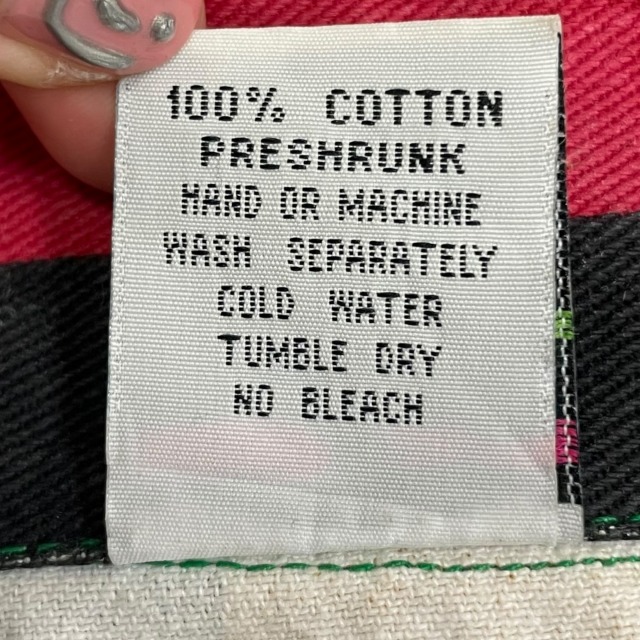 100% COTTON
PRESHRUNK
HAND OR MACHINE
WASH SEPARATELY
COLD WATER
TUMBLE DRY
NO BLEACH